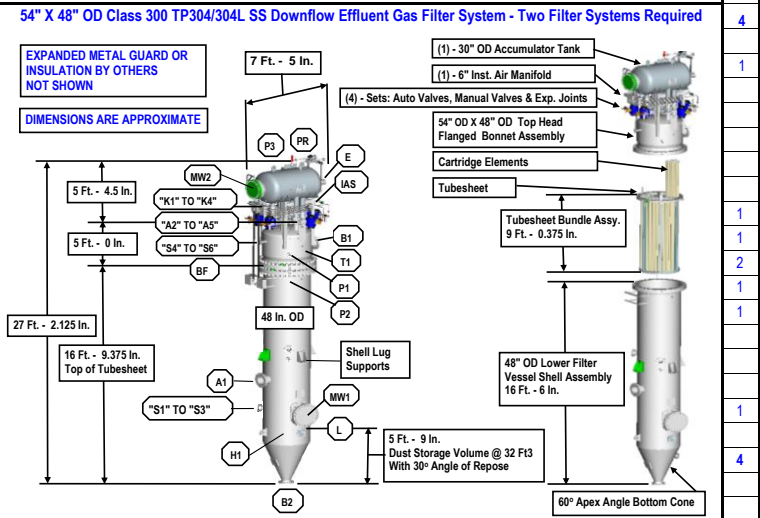 54" X 48" OD Class 300 TP304/304L SS Downflow Effluent Gas Filter System - Two Filter Systems Required
EXPANDED METAL GUARD OR
INSULATION BY OTHERS
NOT SHOWN
DIMENSIONS ARE APPROXIMATE
7 Ft. - 5 In.
P3
PR
E
MW2
IAS
5 Ft. - 4.5 In.
"K1" TO "K4"
"A2" TO "A5"
5 Ft. - 0 In.
"S4" TO "S6"
B1
T1
BF
P1
P2
27 Ft. - 2.125 In.
48 In. OD
16 Ft. - 9.375 In.
Top of Tubesheet
Shell Lug
Supports
A1
MW1
"S1" TO "S3"
L
H1
5 Ft. - 9 In.
Dust Storage Volume @ 32 Ft3
With 30º Angle of Repose
B2
(1) - 30" OD Accumulator Tank
(1) - 6" Inst. Air Manifold
(4) - Sets: Auto Valves, Manual Valves & Exp. Joints
54" OD X 48" OD Top Head
Flanged Bonnet Assembly
Cartridge Elements
Tubesheet
Tubesheet Bundle Assy.
9 Ft. - 0.375 In.
48" OD Lower Filter
Vessel Shell Assembly
16 Ft. - 6 In.
60º Apex Angle Bottom Cone
4
1
1
1
2
1
1
1
4